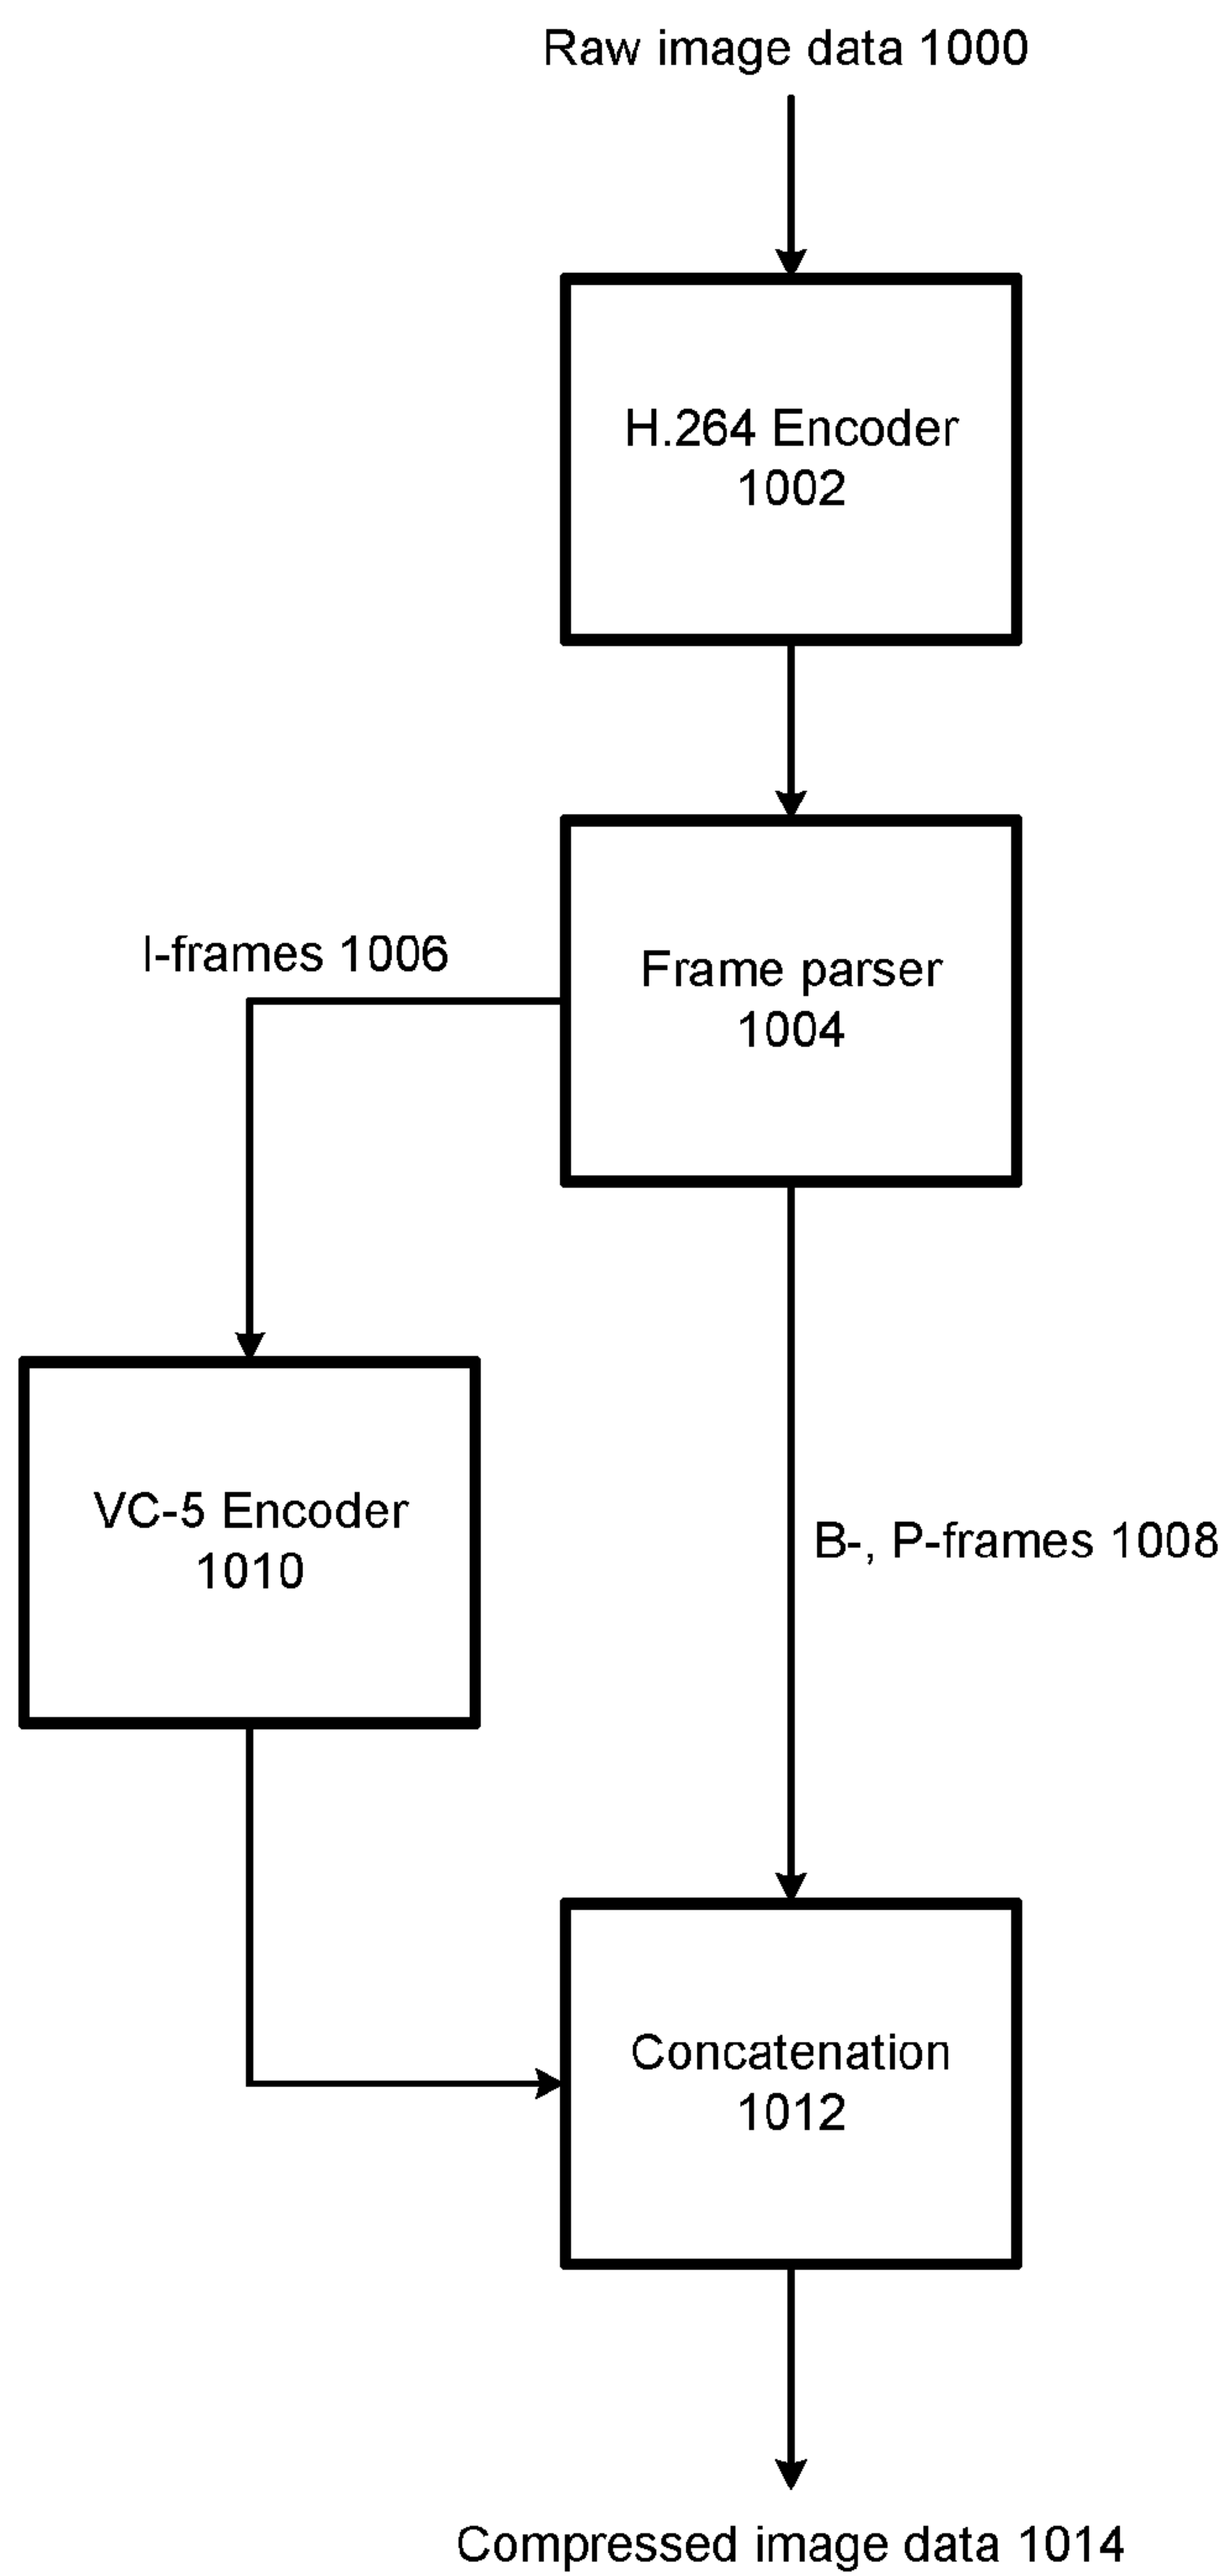 Raw image data 1000
H.264 Encoder
1002
I-frames 1006
Frame parser
1004
VC-5 Encoder
1010
B-, P-frames 1008
Concatenation
1012
Compressed image data 1014